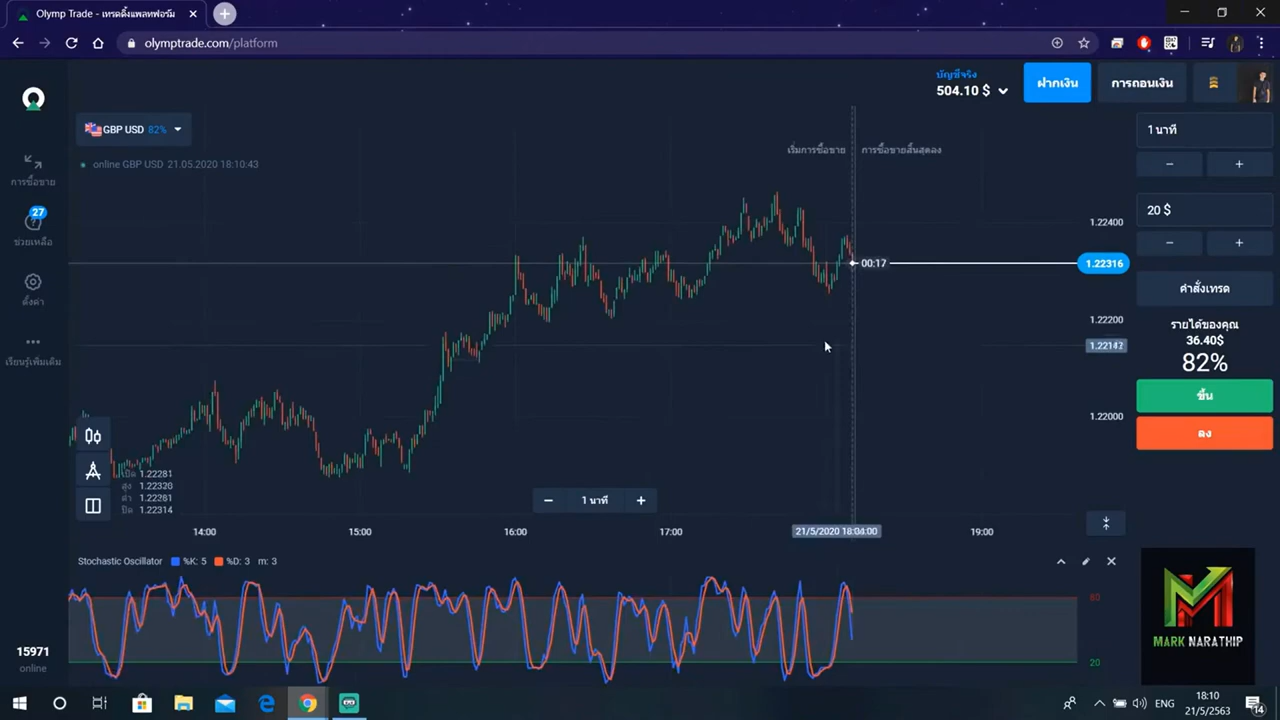 Olymp Trade - เทรดดิ้งแพลทฟอร์ม
olymptrade.com/platform
บัญชีจริง
504.10 $
ฝากเงิน
การถอนเงิน
GBP USD 82%
online GBP USD 21.05.2020 18:10:43
เริ่มการซื้อขาย
การซื้อขายสิ้นสุดลง
1 นาที
− +
20 $
− +
คำสั่งเทรด
รายได้ของคุณ
36.40$
82%
ขึ้น
ลง
การซื้อขาย
27
ช่วยเหลือ
ตั้งค่า
เรียนรู้เพิ่มเติม
1.22400
00:17
1.22316
1.22200
1.22142
1.22000
เปิด 1.22281
สูง 1.22320
ต่ำ 1.22261
ปิด 1.22314
− 1 นาที +
14:00 15:00 16:00 17:00 21/5/2020 18:04:00 19:00
Stochastic Oscillator %K: 5 %D: 3 m: 3
80
20
MARK NARATHIP
15971
online
ENG
18:10
21/5/2563
14